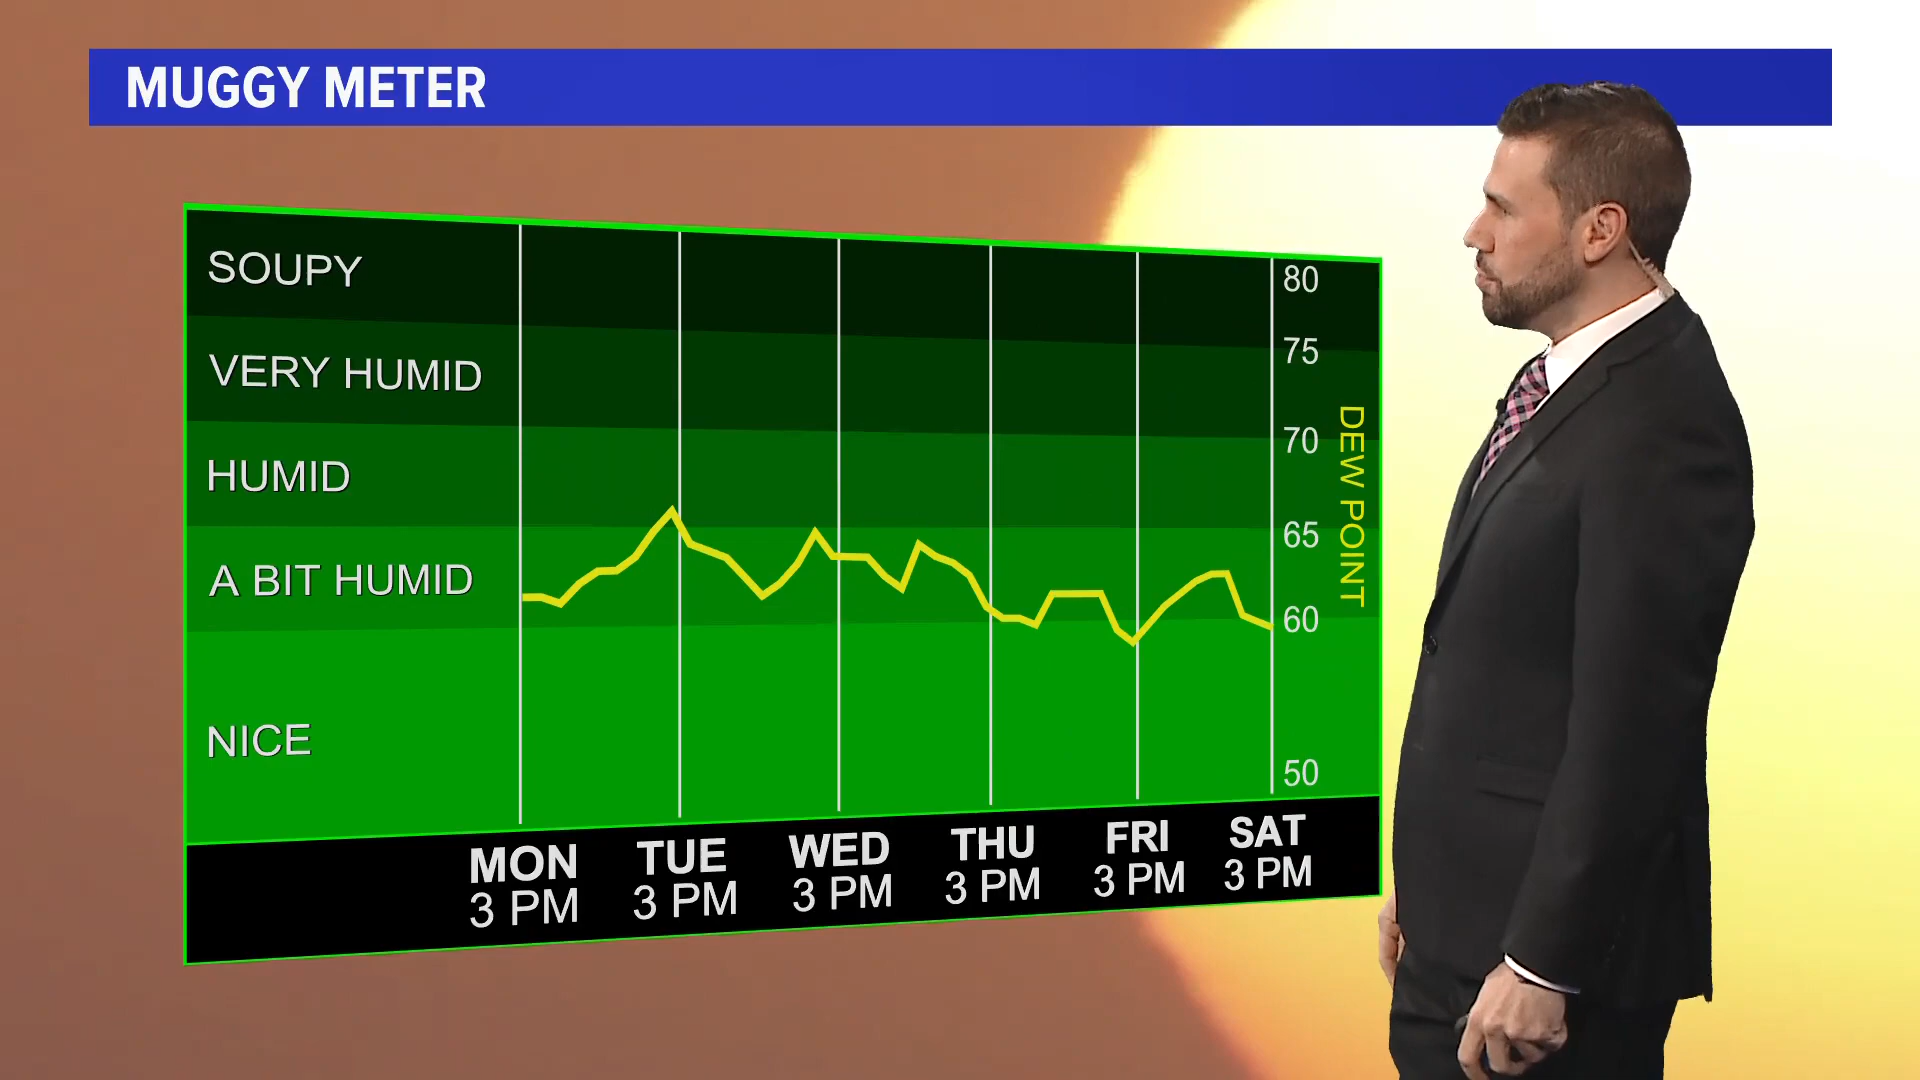 MUGGY METER
SOUPY
VERY HUMID
HUMID
A BIT HUMID
NICE
80
75
70
65
60
50
DEW POINT
MON TUE WED THU FRI SAT
3 PM 3 PM 3 PM 3 PM 3 PM 3 PM